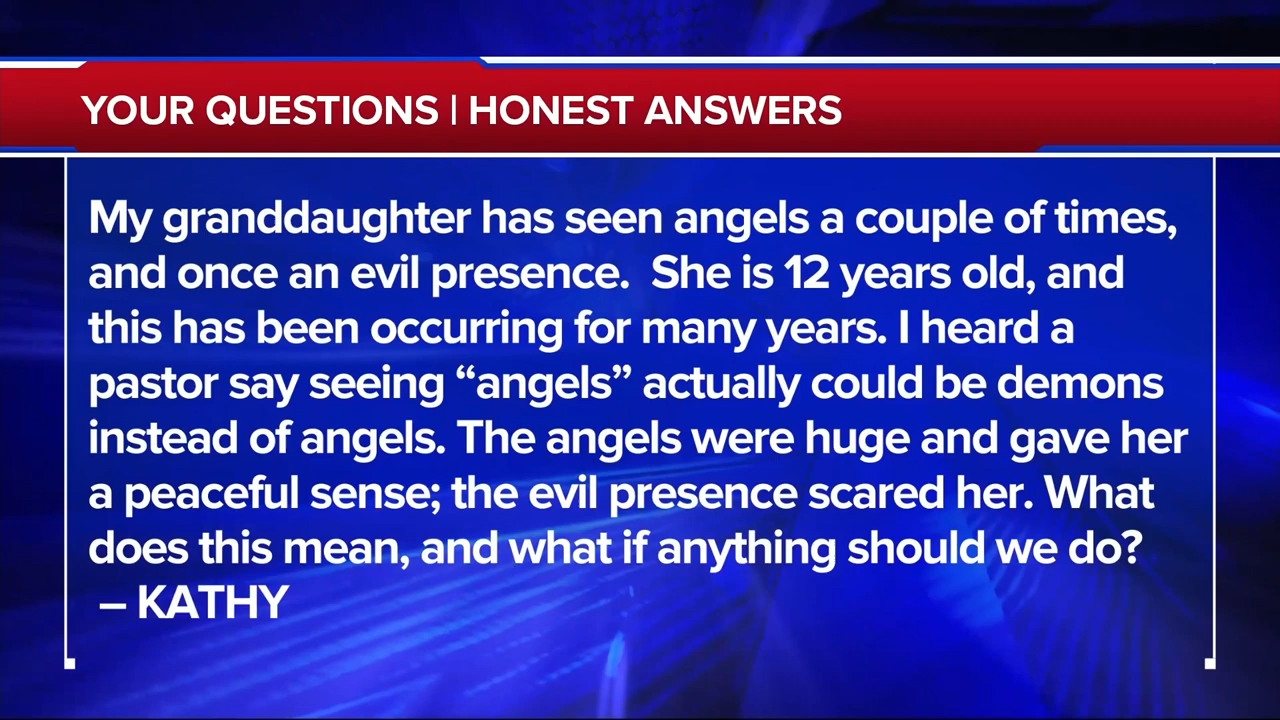 YOUR QUESTIONS | HONEST ANSWERS
My granddaughter has seen angels a couple of times,
and once an evil presence.  She is 12 years old, and
this has been occurring for many years. I heard a
pastor say seeing “angels” actually could be demons
instead of angels. The angels were huge and gave her
a peaceful sense; the evil presence scared her. What
does this mean, and what if anything should we do?
– KATHY